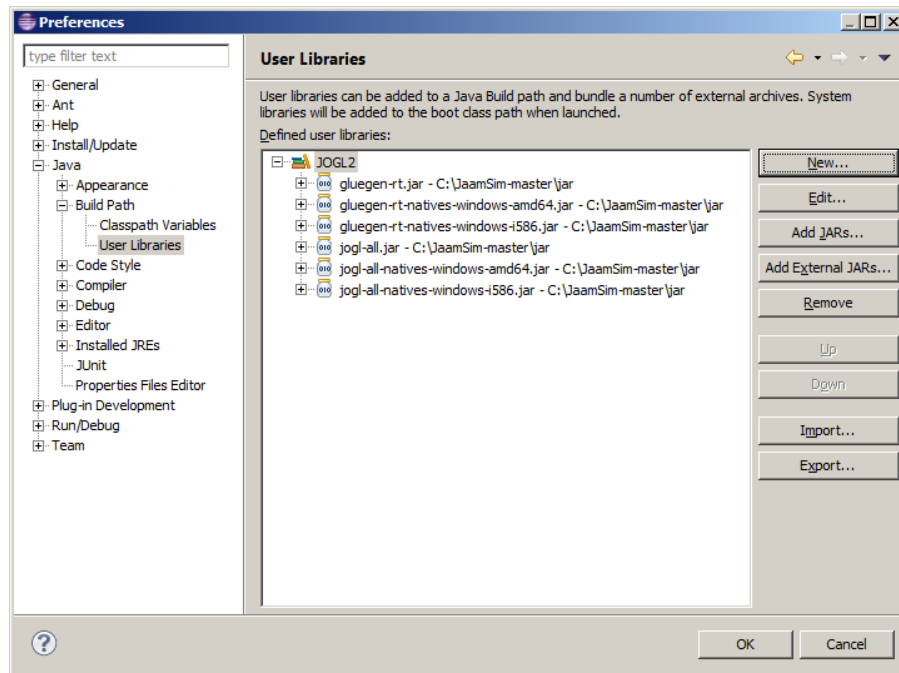 Preferences
type filter text
General
Ant
Help
Install/Update
Java
Appearance
Build Path
Classpath Variables
User Libraries
Code Style
Compiler
Debug
Editor
Installed JREs
JUnit
Properties Files Editor
Plug-in Development
Run/Debug
Team
User Libraries
User libraries can be added to a Java Build path and bundle a number of external archives. System
libraries will be added to the boot class path when launched.
Defined user libraries:
JOGL2
gluegen-rt.jar - C:\JaamSim-master\jar
gluegen-rt-natives-windows-amd64.jar - C:\JaamSim-master\jar
gluegen-rt-natives-windows-i586.jar - C:\JaamSim-master\jar
jogl-all.jar - C:\JaamSim-master\jar
jogl-all-natives-windows-amd64.jar - C:\JaamSim-master\jar
jogl-all-natives-windows-i586.jar - C:\JaamSim-master\jar
New...
Edit...
Add JARs...
Add External JARs...
Remove
Up
Down
Import...
Export...
OK
Cancel